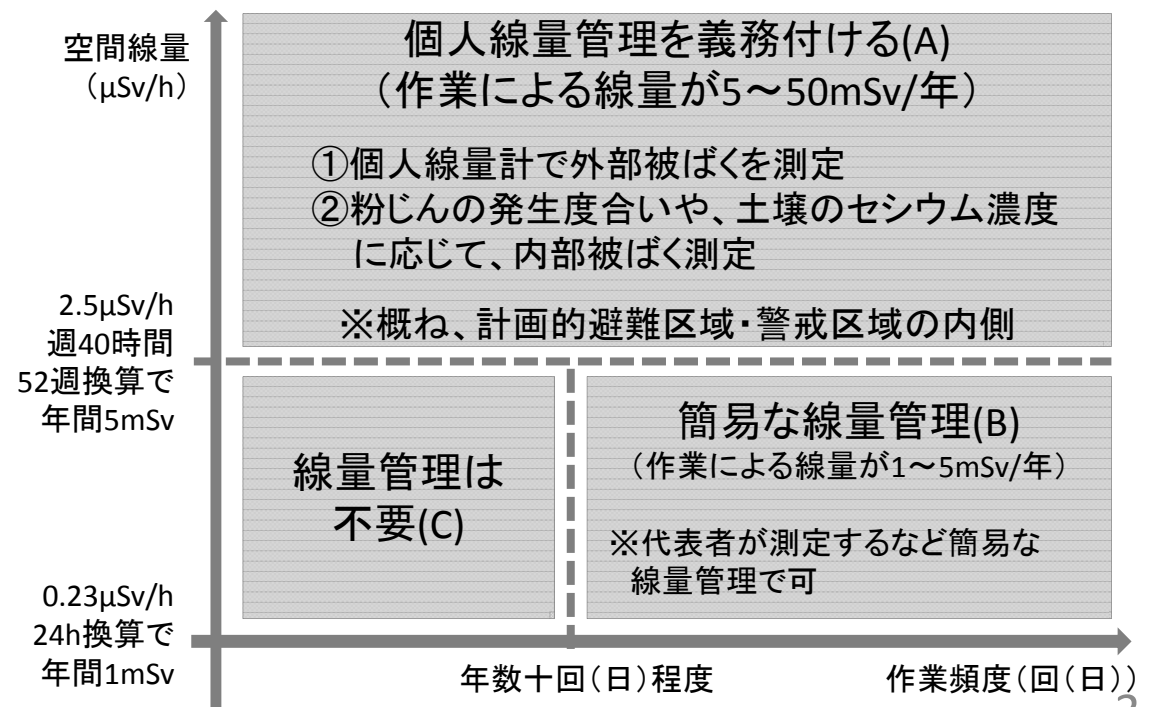 空間線量
（μSv/h）
個人線量管理を義務付ける(A)
（作業による線量が5～50mSv/年）
①個人線量計で外部被ばくを測定
②粉じんの発生度合いや、土壌のセシウム濃度
に応じて、内部被ばく測定
※概ね、計画的避難区域・警戒区域の内側
2.5μSv/h
週40時間
52週換算で
年間5mSv
線量管理は
不要(C)
簡易な線量管理(B)
（作業による線量が1～5mSv/年）
※代表者が測定するなど簡易な
線量管理で可
0.23μSv/h
24h換算で
年間1mSv
年数十回（日）程度
作業頻度（回（日））